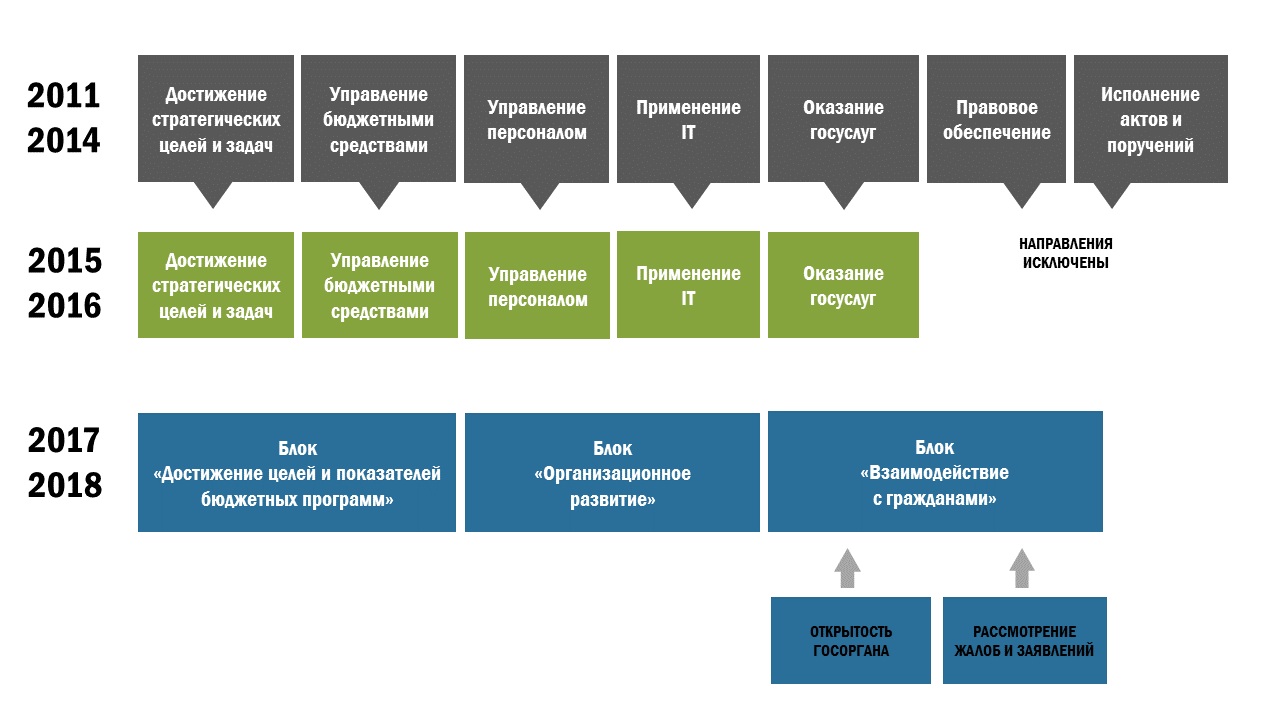 2011
2014
Достижение
стратегических
целей и задач
Управление
бюджетными
средствами
Управление
персоналом
Применение
IT
Оказание
госуслуг
Правовое
обеспечение
Исполнение
актов и
поручений
2015
2016
Достижение
стратегических
целей и задач
Управление
бюджетными
средствами
Управление
персоналом
Применение
IT
Оказание
госуслуг
НАПРАВЛЕНИЯ
ИСКЛЮЧЕНЫ
2017
2018
Блок
«Достижение целей и показателей
бюджетных программ»
Блок
«Организационное
развитие»
Блок
«Взаимодействие
с гражданами»
ОТКРЫТОСТЬ
ГОСОРГАНА
РАССМОТРЕНИЕ
ЖАЛОБ И ЗАЯВЛЕНИЙ